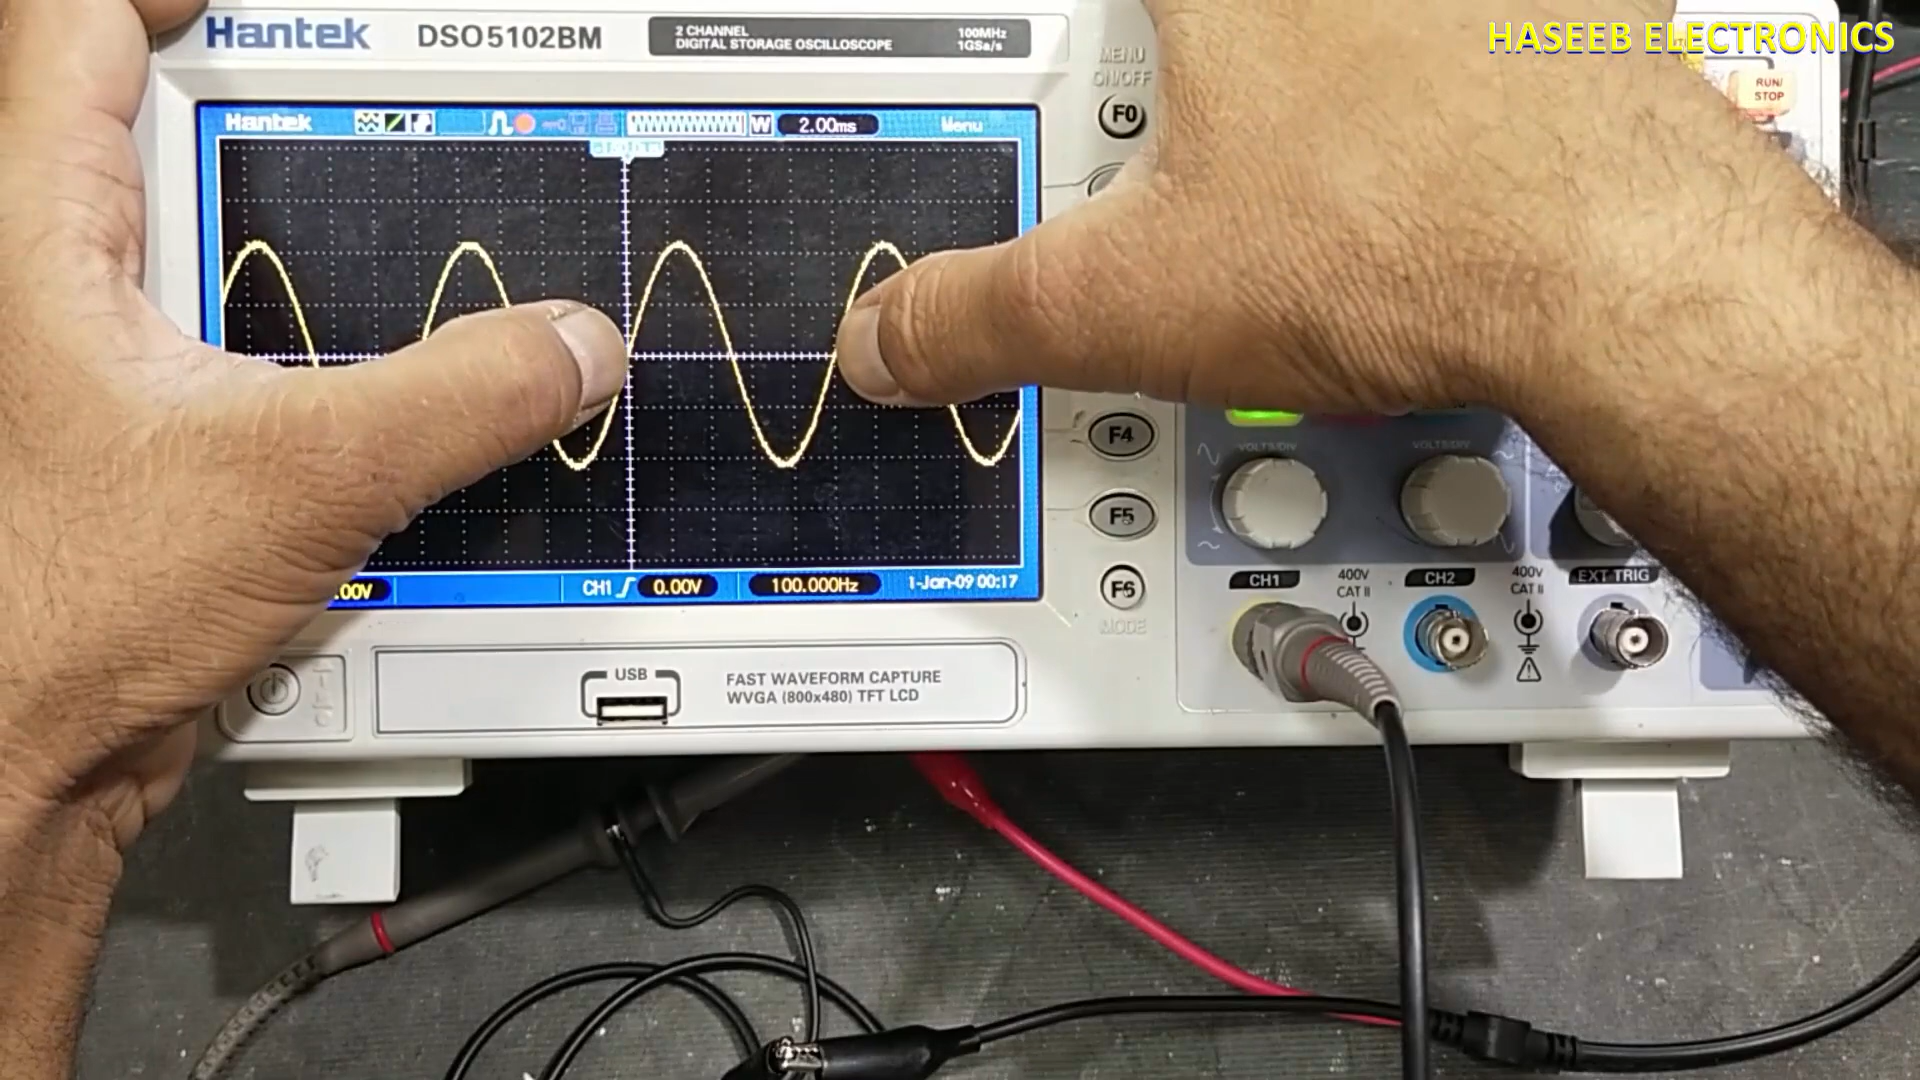 HASEEB ELECTRONICS
Hantek DSO5102BM
2 CHANNEL
DIGITAL STORAGE OSCILLOSCOPE
100MHz
1GSa/s
MENU
ON/OFF
F0
RUN/
STOP
Hantek
W
2.00ms
Menu
F4
VOLTS/DIV
VOLTS/DIV
F5
.00V
CH1
0.00V
100.000Hz
1-Jan-09 00:17
F6
MODE
CH1
400V
CAT II
CH2
400V
CAT II
EXT TRIG
USB
FAST WAVEFORM CAPTURE
WVGA (800x480) TFT LCD